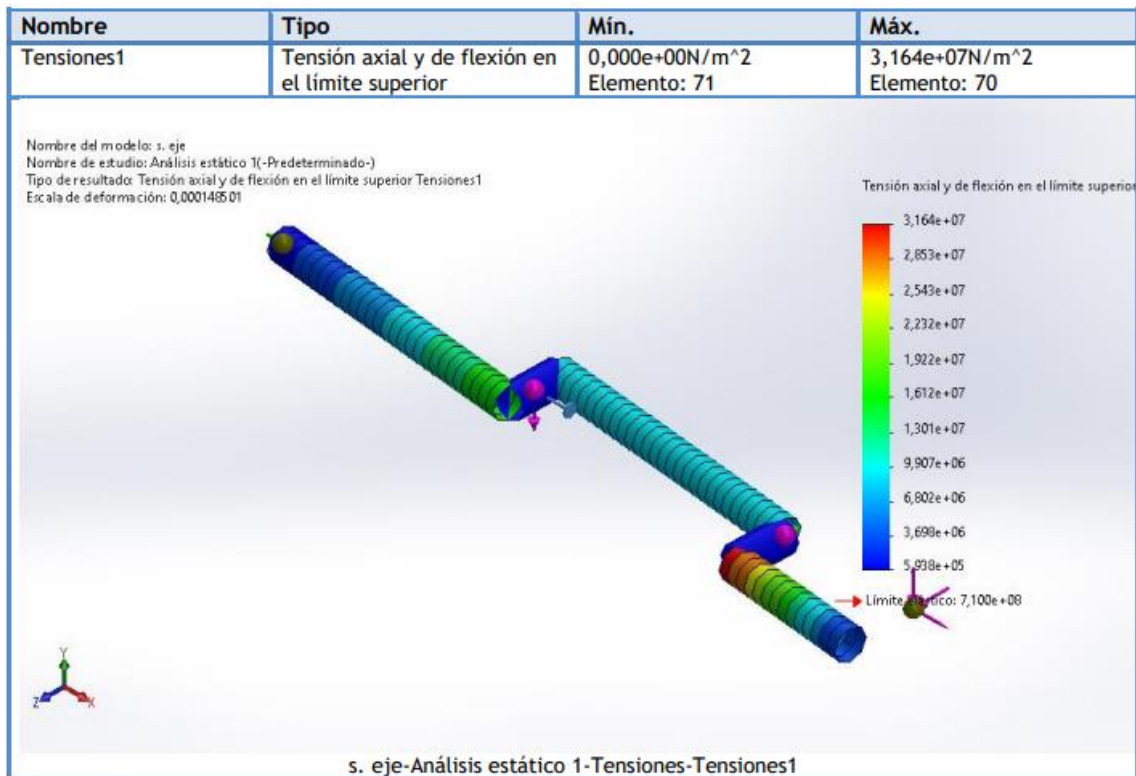 Nombre Tipo Mín. Máx.
Tensiones1 Tensión axial y de flexión en el límite superior 0,000e+00N/m^2 Elemento: 71 3,164e+07N/m^2 Elemento: 70
Nombre del modelo: s. eje
Nombre de estudio: Análisis estático 1(-Predeterminado-)
Tipo de resultado: Tensión axial y de flexión en el límite superior Tensiones1
Escala de deformación: 0,000148501
Tensión axial y de flexión en el límite superior
3,164e+07
2,853e+07
2,543e+07
2,232e+07
1,922e+07
1,612e+07
1,301e+07
9,907e+06
6,802e+06
3,698e+06
5,938e+05
Límite elástico: 7,100e+08
Y
Z
X
s. eje-Análisis estático 1-Tensiones-Tensiones1